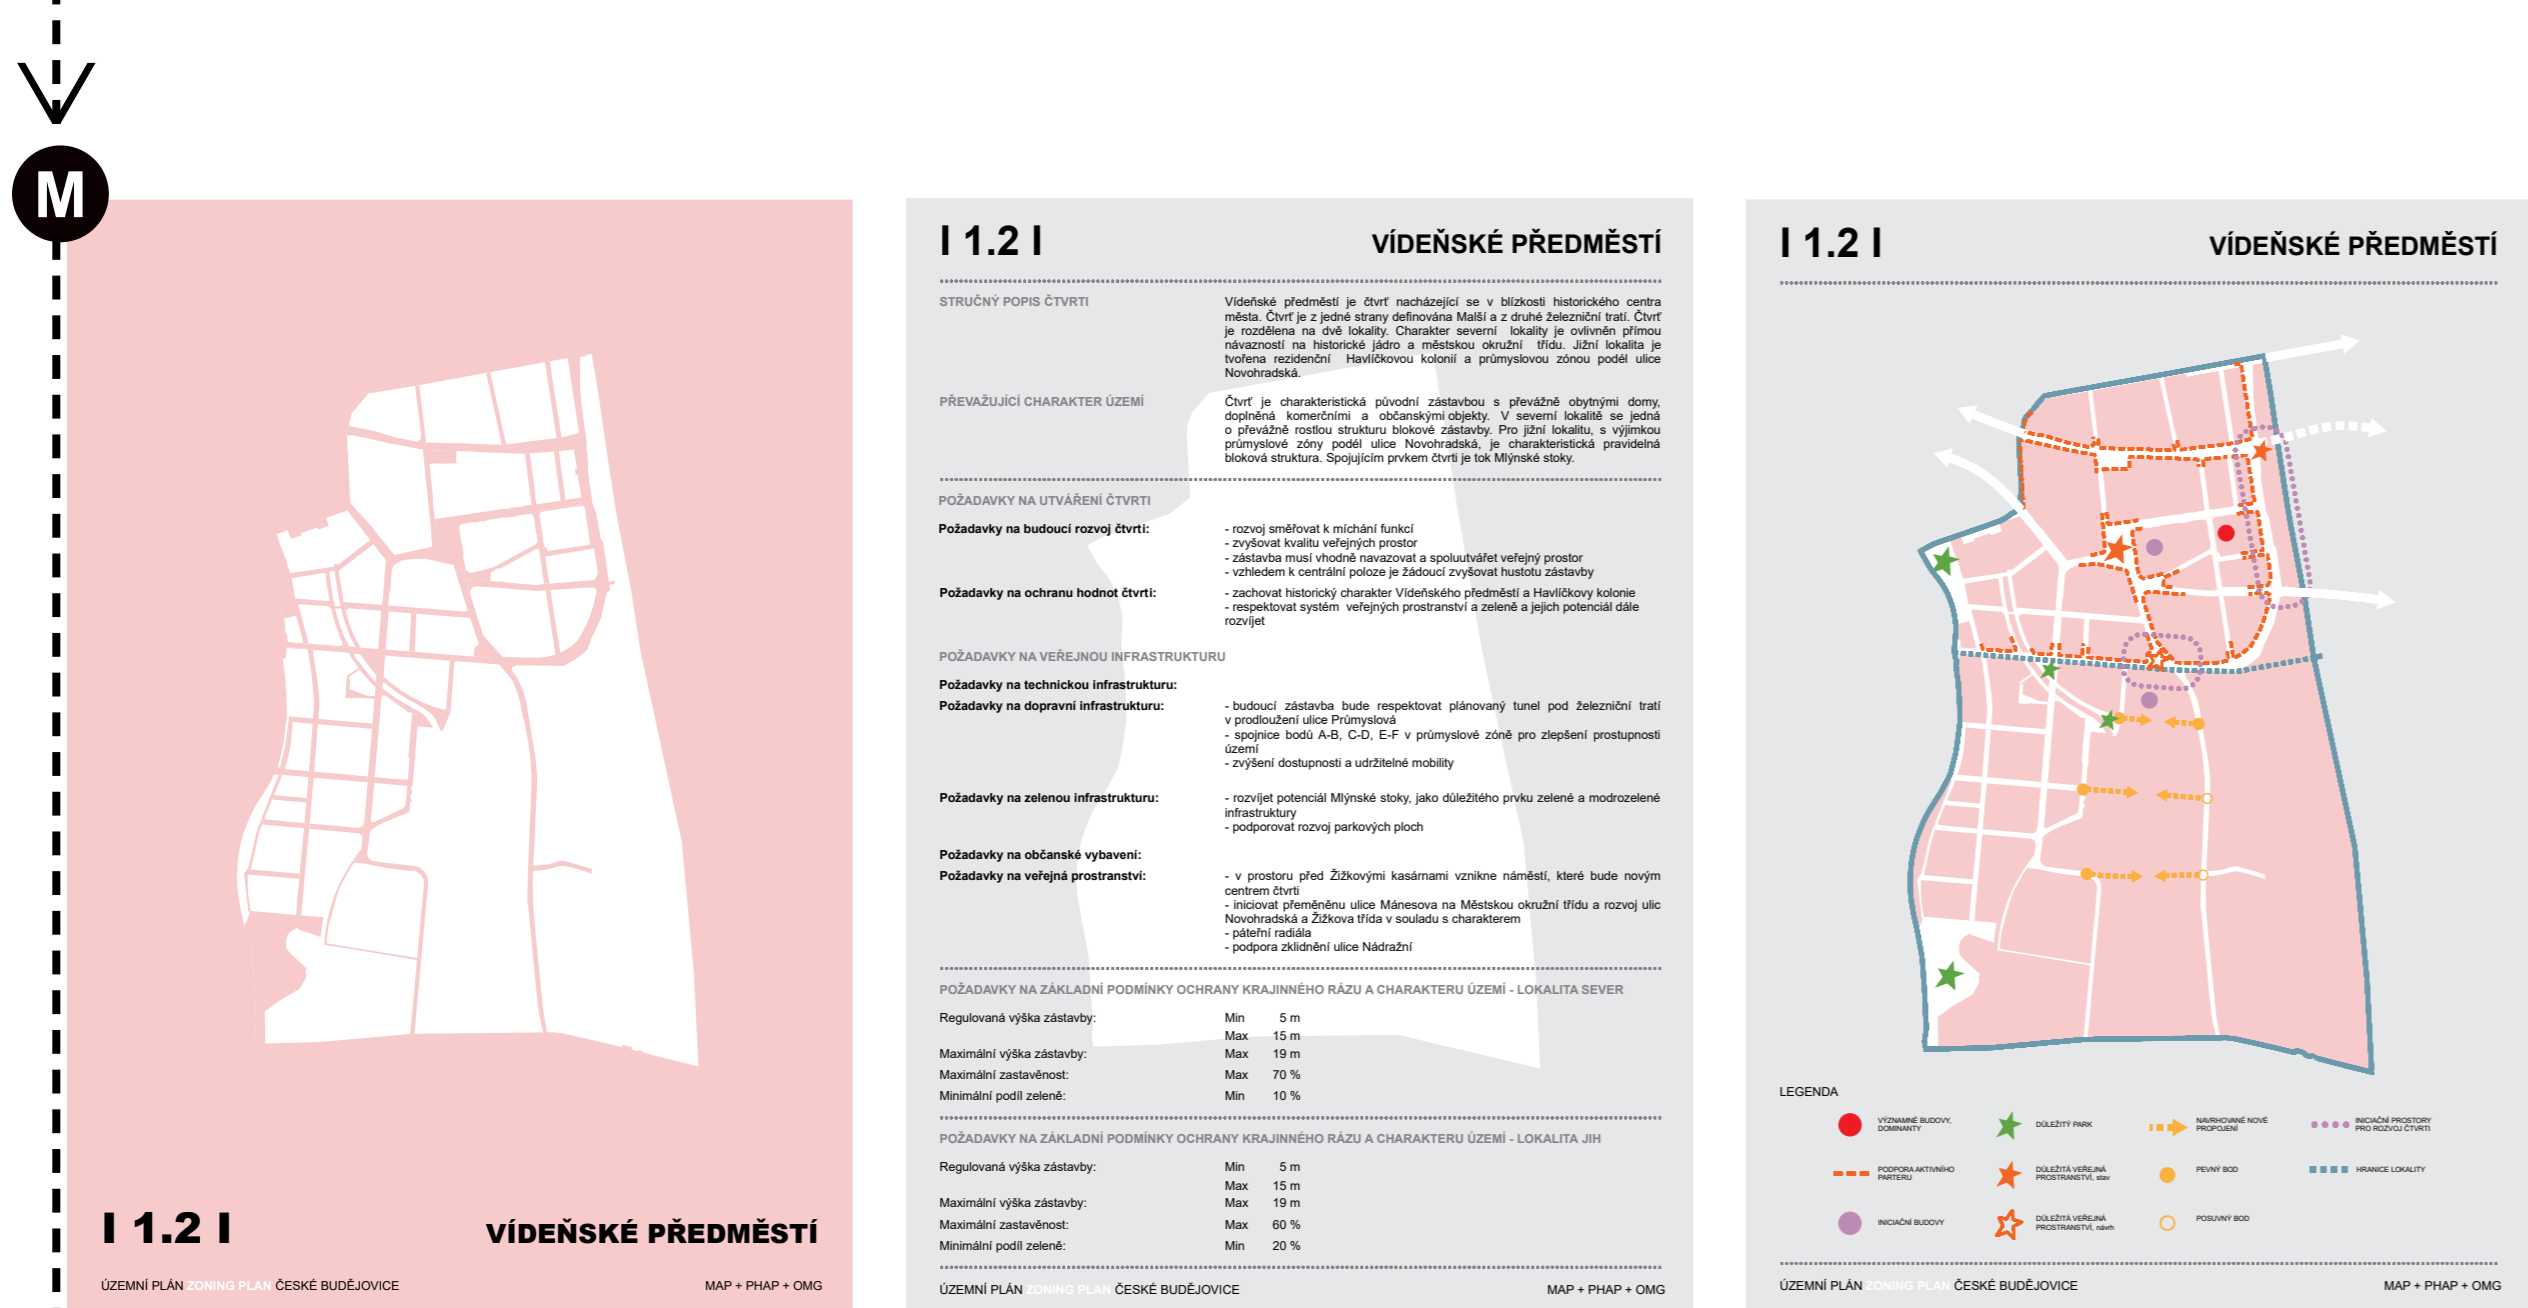 M
I 1.2 I
VÍDEŇSKÉ PŘEDMĚSTÍ
ÚZEMNÍ PLÁN ZONING PLAN ČESKÉ BUDĚJOVICE
MAP + PHAP + OMG
I 1.2 I
VÍDEŇSKÉ PŘEDMĚSTÍ
STRUČNÝ POPIS ČTVRTI
Vídeňské předměstí je čtvrť nacházející se v blízkosti historického centra
města. Čtvrť je z jedné strany definována Malší a z druhé železniční tratí. Čtvrť
je rozdělena na dvě lokality. Charakter severní lokality je ovlivněn přímou
návazností na historické jádro a městskou okružní třídu. Jižní lokalita je
tvořena rezidenční Havlíčkovou kolonií a průmyslovou zónou podél ulice
Novohradská.
PŘEVAŽUJÍCÍ CHARAKTER ÚZEMÍ
Čtvrť je charakteristická původní zástavbou s převážně obytnými domy,
doplněná komerčními a občanskými objekty. V severní lokalitě se jedná
o převážně rostlou strukturu blokové zástavby. Pro jižní lokalitu, s výjimkou
průmyslové zóny podél ulice Novohradská, je charakteristická pravidelná
bloková struktura. Spojujícím prvkem čtvrti je tok Mlýnské stoky.
POŽADAVKY NA UTVÁŘENÍ ČTVRTI
Požadavky na budoucí rozvoj čtvrti:
- rozvoj směřovat k míchání funkcí
- zvyšovat kvalitu veřejných prostor
- zástavba musí vhodně navazovat a spoluutvářet veřejný prostor
- vzhledem k centrální poloze je žádoucí zvyšovat hustotu zástavby
Požadavky na ochranu hodnot čtvrti:
- zachovat historický charakter Vídeňského předměstí a Havlíčkovy kolonie
- respektovat systém veřejných prostranství a zeleně a jejich potenciál dále
rozvíjet
POŽADAVKY NA VEŘEJNOU INFRASTRUKTURU
Požadavky na technickou infrastrukturu:
Požadavky na dopravní infrastrukturu:
- budoucí zástavba bude respektovat plánovaný tunel pod železniční tratí
v prodloužení ulice Průmyslová
- spojnice bodů A-B, C-D, E-F v průmyslové zóně pro zlepšení prostupnosti
území
- zvýšení dostupnosti a udržitelné mobility
Požadavky na zelenou infrastrukturu:
- rozvíjet potenciál Mlýnské stoky, jako důležitého prvku zelené a modrozelené
infrastruktury
- podporovat rozvoj parkových ploch
Požadavky na občanské vybavení:
Požadavky na veřejná prostranství:
- v prostoru před Žižkovými kasárnami vznikne náměstí, které bude novým
centrem čtvrti
- iniciovat přeměněnu ulice Mánesova na Městskou okružní třídu a rozvoj ulic
Novohradská a Žižkova třída v souladu s charakterem
- páteřní radiála
- podpora zklidnění ulice Nádražní
POŽADAVKY NA ZÁKLADNÍ PODMÍNKY OCHRANY KRAJINNÉHO RÁZU A CHARAKTERU ÚZEMÍ - LOKALITA SEVER
Regulovaná výška zástavby: Min 5 m
Max 15 m
Maximální výška zástavby: Max 19 m
Maximální zastavěnost: Max 70 %
Minimální podíl zeleně: Min 10 %
POŽADAVKY NA ZÁKLADNÍ PODMÍNKY OCHRANY KRAJINNÉHO RÁZU A CHARAKTERU ÚZEMÍ - LOKALITA JIH
Regulovaná výška zástavby: Min 5 m
Max 15 m
Maximální výška zástavby: Max 19 m
Maximální zastavěnost: Max 60 %
Minimální podíl zeleně: Min 20 %
ÚZEMNÍ PLÁN ZONING PLAN ČESKÉ BUDĚJOVICE
MAP + PHAP + OMG
I 1.2 I
VÍDEŇSKÉ PŘEDMĚSTÍ
LEGENDA
VÝZNAMNÉ BUDOVY,
DOMINANTY
DŮLEŽITÝ PARK
NAVRHOVANÉ NOVÉ
PROPOJENÍ
INICIAČNÍ PROSTORY
PRO ROZVOJ ČTVRTI
PODPORA AKTIVNÍHO
PARTERU
DŮLEŽITÁ VEŘEJNÁ
PROSTRANSTVÍ, stav
PEVNÝ BOD
HRANICE LOKALITY
INICIAČNÍ BUDOVY
DŮLEŽITÁ VEŘEJNÁ
PROSTRANSTVÍ, návrh
POSUVNÝ BOD
ÚZEMNÍ PLÁN ZONING PLAN ČESKÉ BUDĚJOVICE
MAP + PHAP + OMG